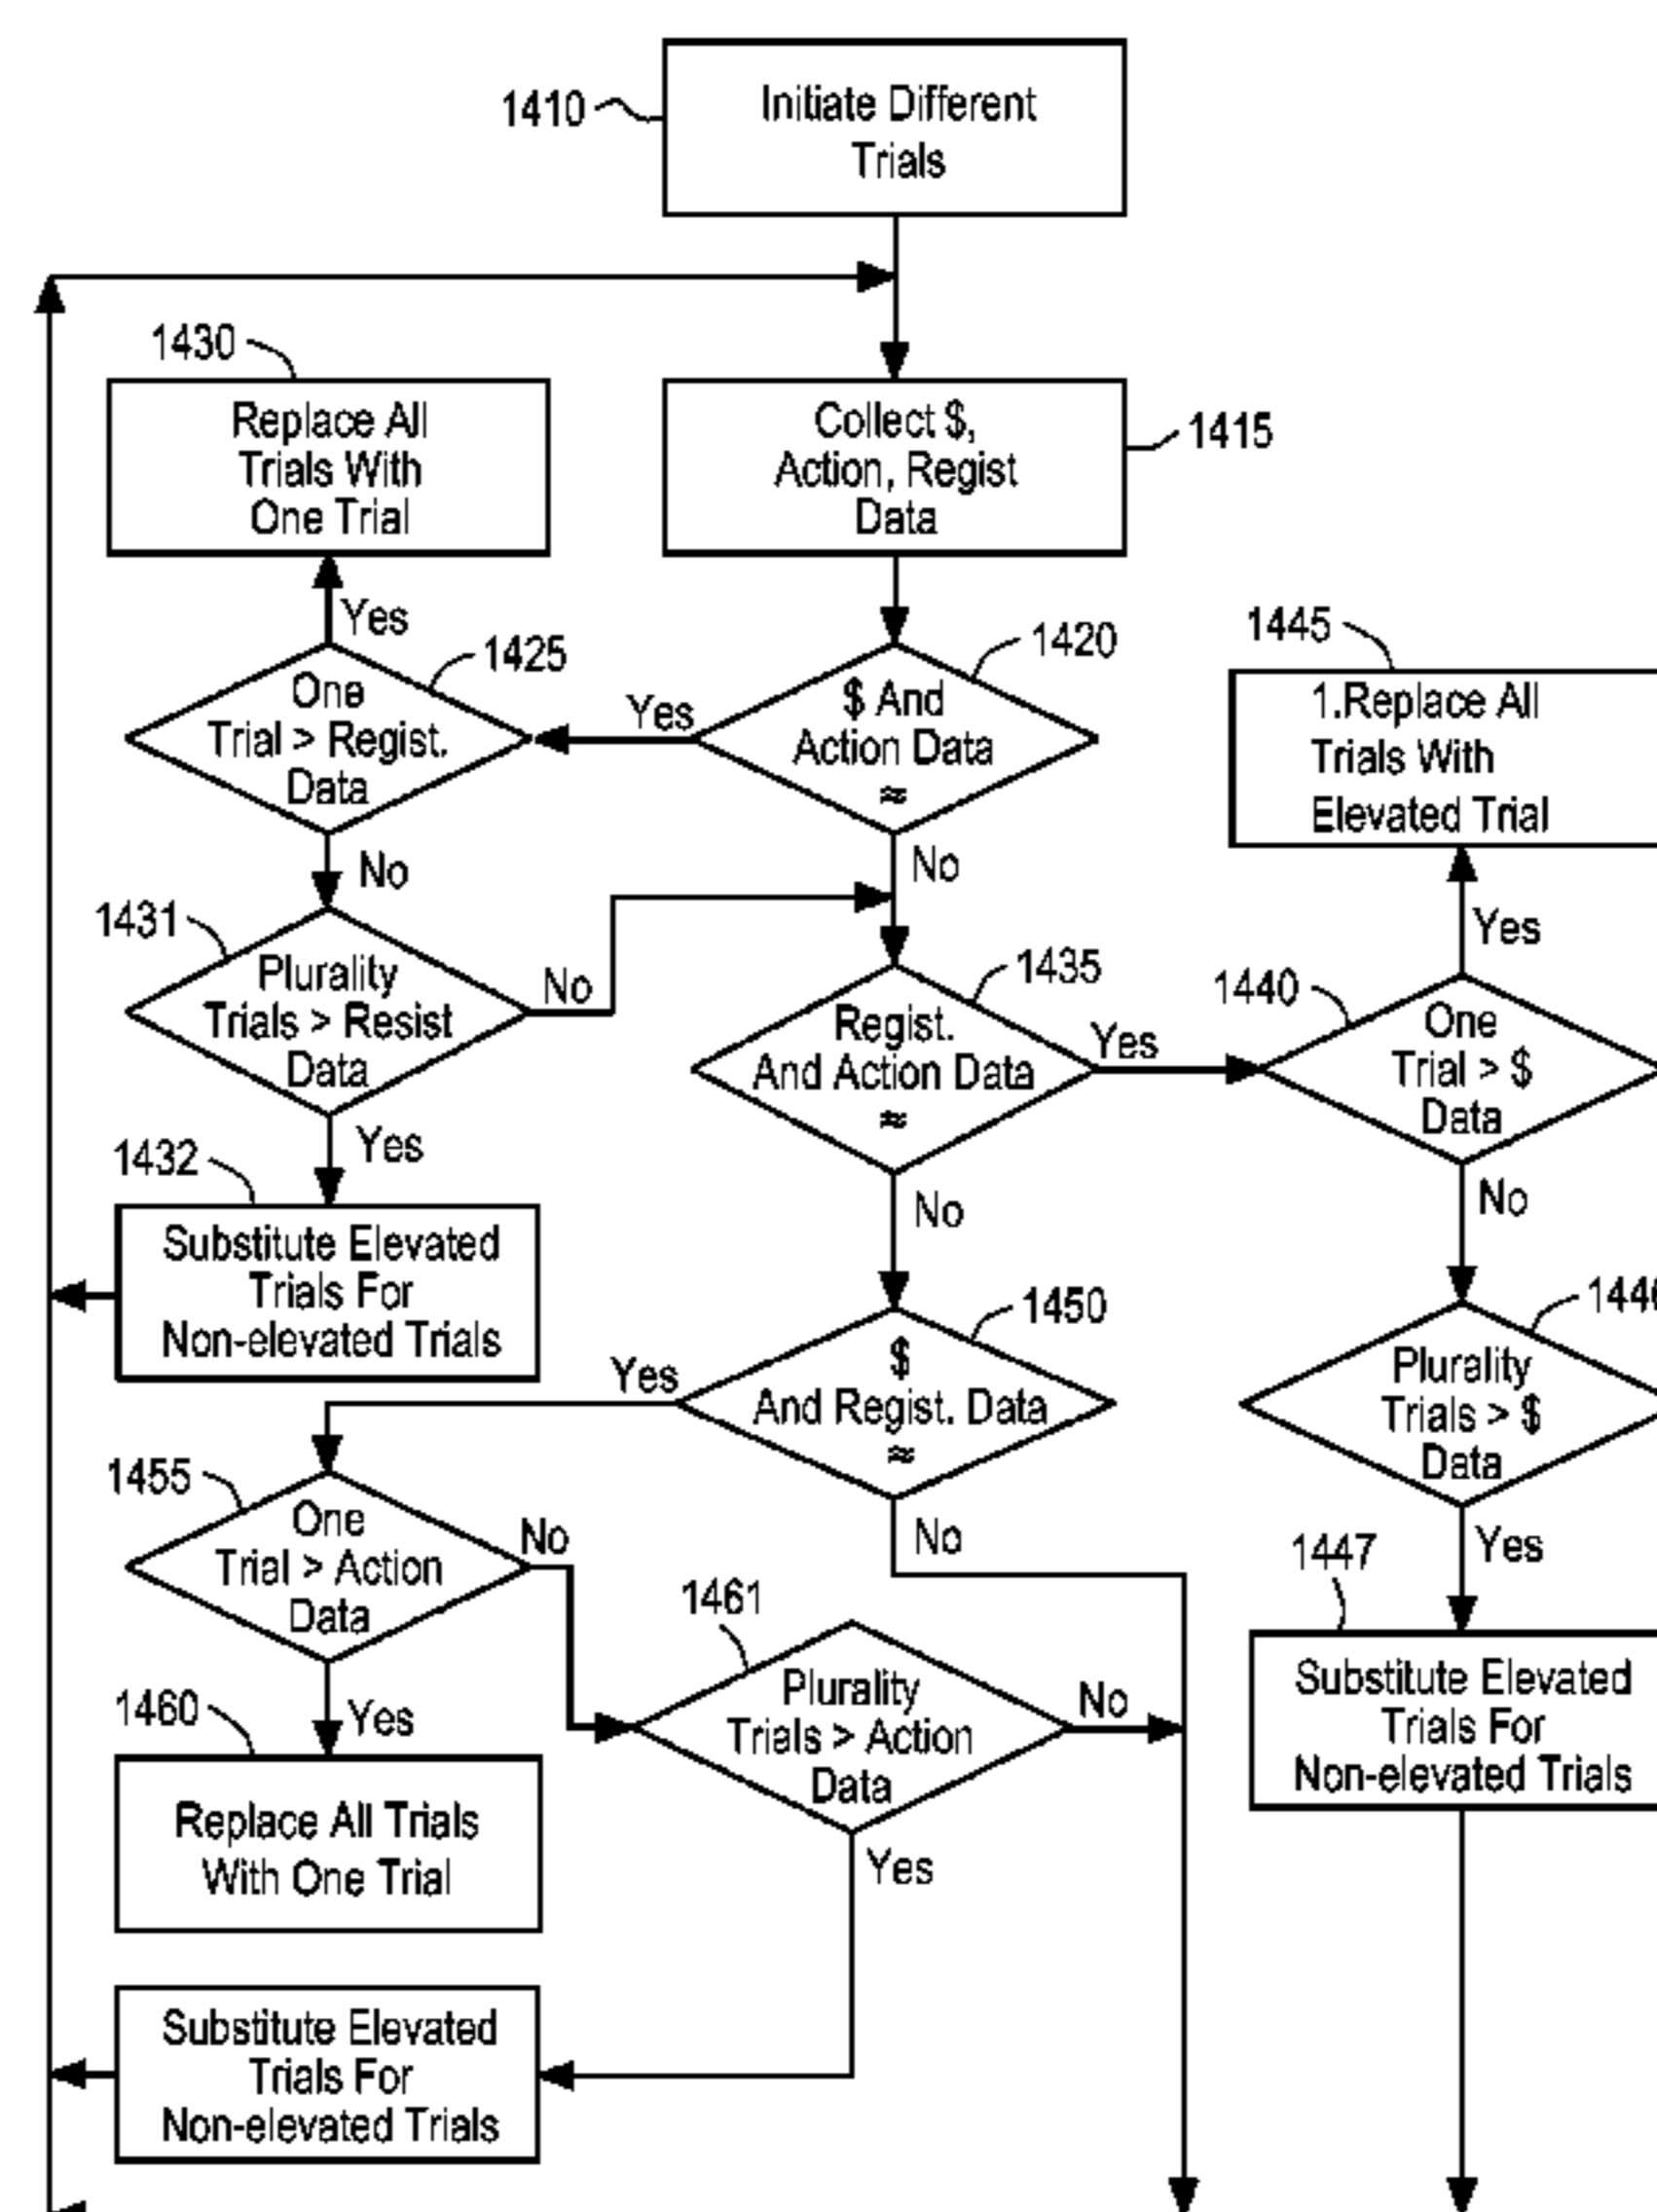 1410
Initiate Different
Trials
1430
Replace All
Trials With
One Trial
Collect $,
Action, Regist
Data
1415
Yes
1425
One
Trial > Regist.
Data
Yes
1420
$ And
Action Data
≈
1445
1.Replace All
Trials With
Elevated Trial
No
No
Yes
1431
Plurality
Trials > Resist
Data
No
1435
Regist.
And Action Data
≈
Yes
1440
One
Trial > $
Data
Yes
1432
Substitute Elevated
Trials For
Non-elevated Trials
No
No
1450
$
And Regist. Data
≈
Yes
Plurality
Trials > $
Data
1455
One
Trial > Action
Data
No
No
1447
Yes
1461
Plurality
Trials > Action
Data
No
Substitute Elevated
Trials For
Non-elevated Trials
1460
Yes
Replace All Trials
With One Trial
Yes
Substitute Elevated
Trials For
Non-elevated Trials